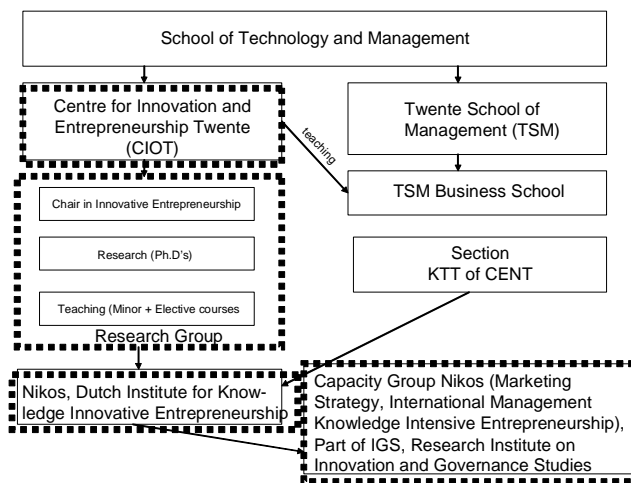 School of Technology and Management
Centre for Innovation and
Entrepreneurship Twente
(CIOT)
teaching
Twente School of
Management (TSM)
TSM Business School
Chair in Innovative Entrepreneurship
Research (Ph.D's)
Teaching (Minor + Elective courses
Research Group
Section
KTT of CENT
Nikos, Dutch Institute for Know-
ledge Innovative Entrepreneurship
Capacity Group Nikos (Marketing
Strategy, International Management
Knowledge Intensive Entrepreneurship),
Part of IGS, Research Institute on
Innovation and Governance Studies